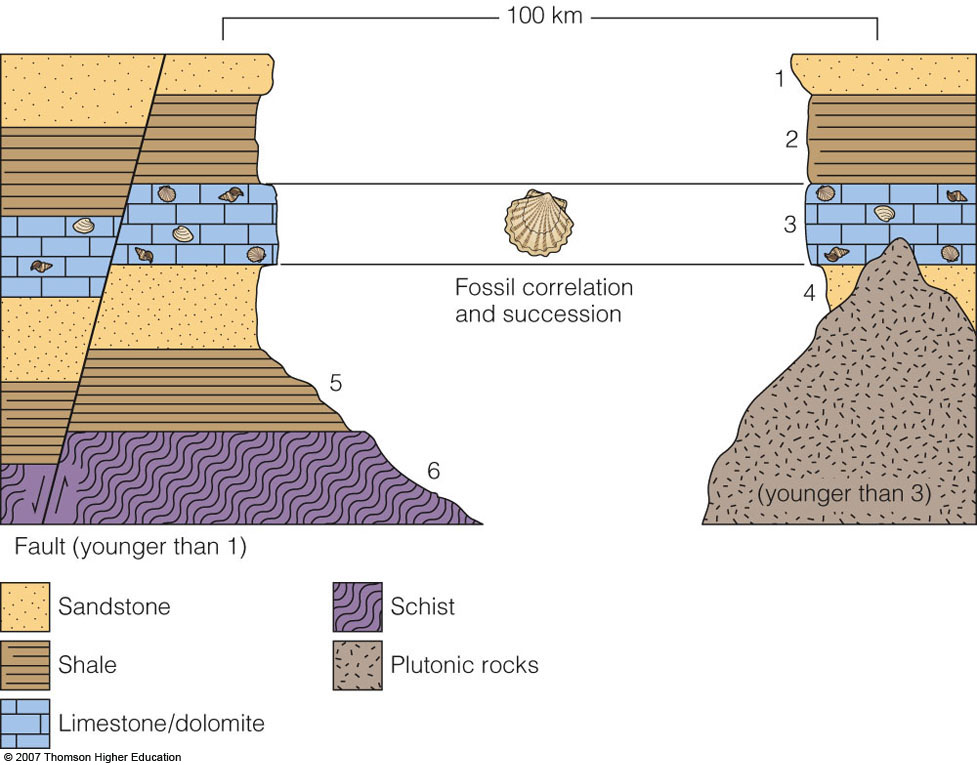 100 km
1
2
3
4
Fossil correlation
and succession
5
6
(younger than 3)
Fault (younger than 1)
Sandstone
Schist
Shale
Plutonic rocks
Limestone/dolomite
© 2007 Thomson Higher Education